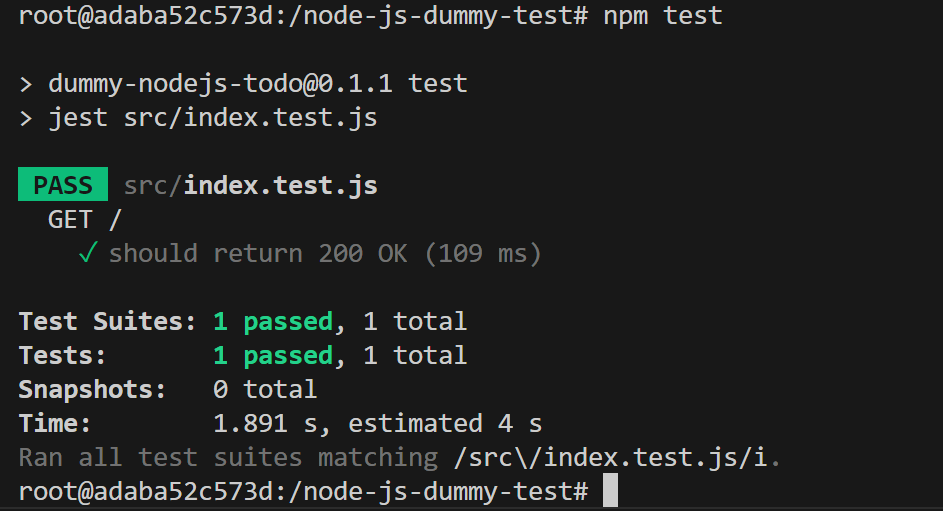 root@adaba52c573d:/node-js-dummy-test# npm test
> dummy-nodejs-todo@0.1.1 test
> jest src/index.test.js
PASS src/index.test.js
GET /
✓ should return 200 OK (109 ms)
Test Suites: 1 passed, 1 total
Tests: 1 passed, 1 total
Snapshots: 0 total
Time: 1.891 s, estimated 4 s
Ran all test suites matching /src\/index.test.js/i.
root@adaba52c573d:/node-js-dummy-test#